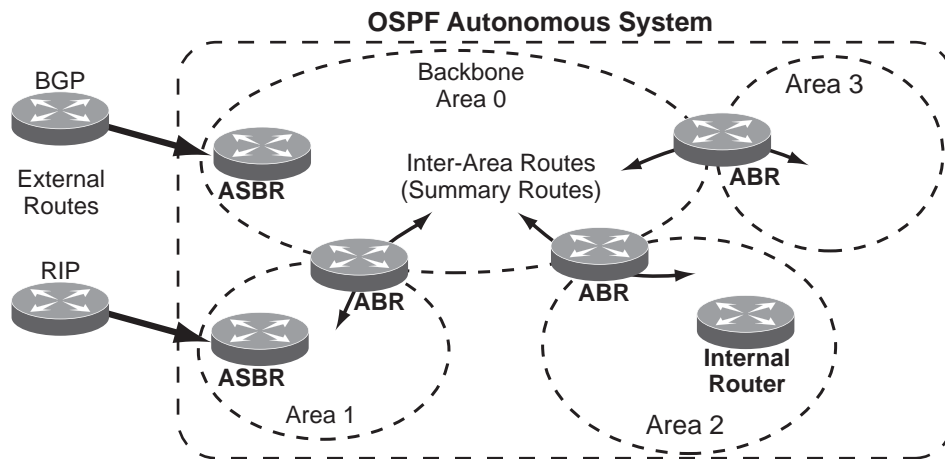 OSPF Autonomous System
BGP
Backbone
Area 0
Area 3
ASBR
Inter-Area Routes
(Summary Routes)
ABR
External
Routes
RIP
ABR
ABR
ASBR
Internal
Router
Area 1
Area 2